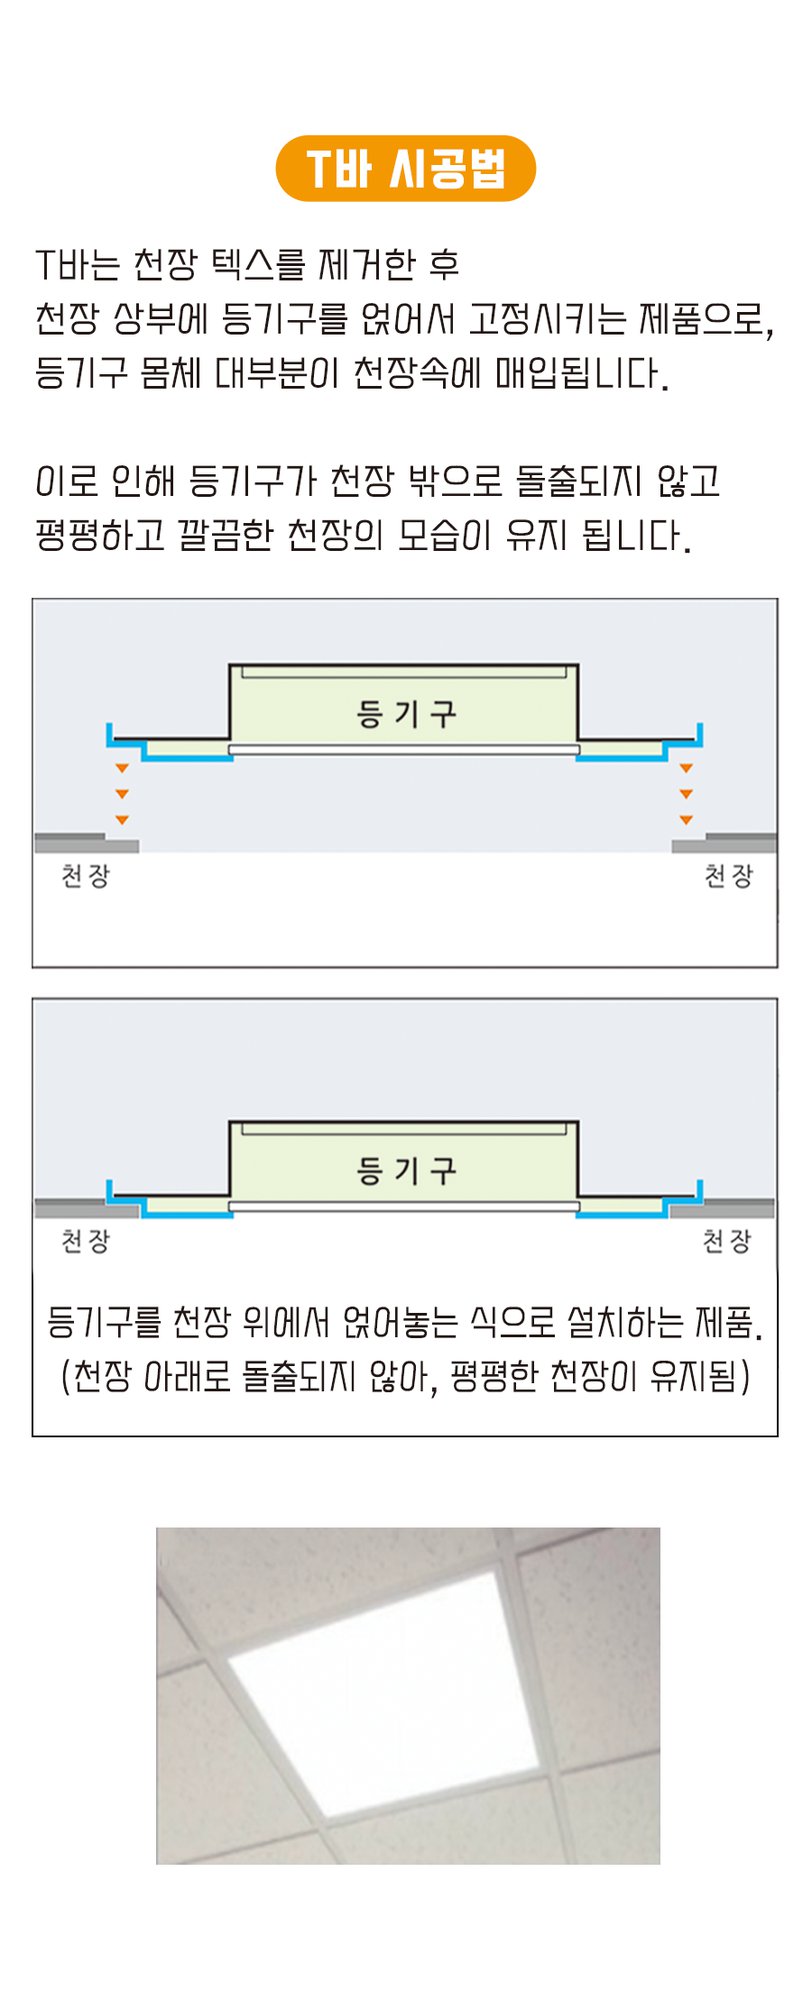 T바 시공법
T바는 천장 텍스를 제거한 후
천장 상부에 등기구를 얹어서 고정시키는 제품으로,
등기구 몸체 대부분이 천장속에 매입됩니다.
이로 인해 등기구가 천장 밖으로 돌출되지 않고
평평하고 깔끔한 천장의 모습이 유지 됩니다.
등기구
천장
천장
등기구
천장
천장
등기구를 천장 위에서 얹어놓는 식으로 설치하는 제품.
(천장 아래로 돌출되지 않아, 평평한 천장이 유지됨)